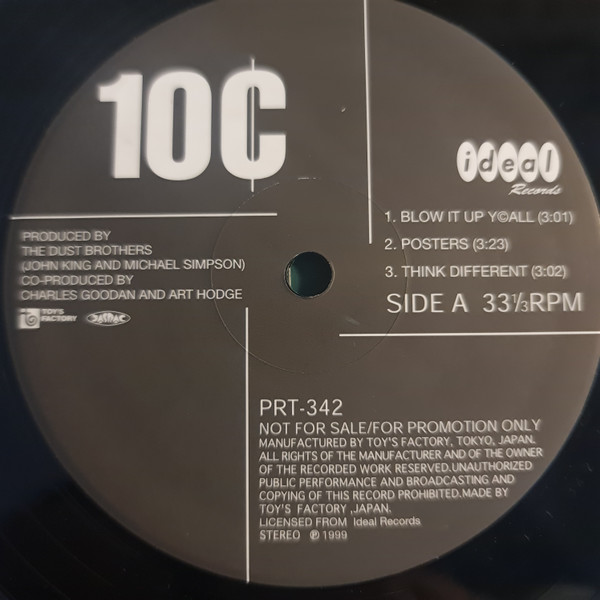 10¢
ideal
Records
PRODUCED BY
THE DUST BROTHERS
(JOHN KING AND MICHAEL SIMPSON)
CO-PRODUCED BY
CHARLES GOODAN AND ART HODGE
TOY'S
FACTORY
1. BLOW IT UP Y©ALL (3:01)
2. POSTERS (3:23)
3. THINK DIFFERENT (3:02)
SIDE A 33⅓RPM
PRT-342
NOT FOR SALE/FOR PROMOTION ONLY
MANUFACTURED BY TOY'S FACTORY, TOKYO, JAPAN.
ALL RIGHTS OF THE MANUFACTURER AND OF THE OWNER
OF THE RECORDED WORK RESERVED.UNAUTHORIZED
PUBLIC PERFORMANCE AND BROADCASTING AND
COPYING OF THIS RECORD PROHIBITED.MADE BY
TOY'S FACTORY ,JAPAN.
LICENSED FROM Ideal Records
STEREO ℗ 1999